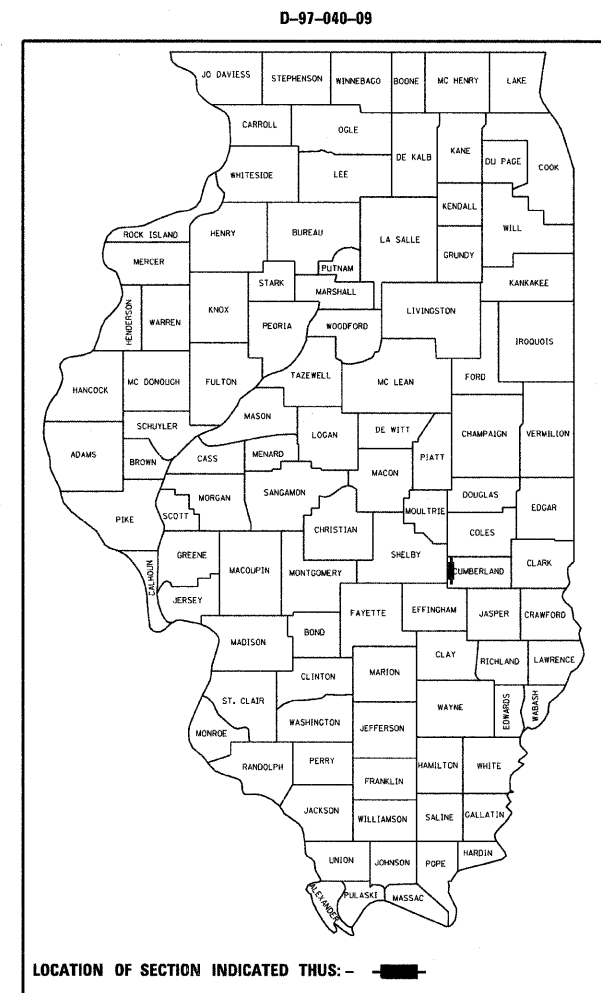 D-97-040-09
JO DAVIESS STEPHENSON WINNEBAGO BOONE MC HENRY LAKE
CARROLL OGLE
DE KALB KANE DU PAGE COOK
WHITESIDE LEE
KENDALL
ROCK ISLAND HENRY BUREAU LA SALLE WILL
MERCER GRUNDY
PUTNAM
STARK MARSHALL KANKAKEE
HENDERSON WARREN KNOX PEORIA WOODFORD LIVINGSTON IROQUOIS
TAZEWELL FORD
HANCOCK MC DONOUGH FULTON MC LEAN
MASON
SCHUYLER LOGAN DE WITT CHAMPAIGN VERMILION
ADAMS BROWN CASS MENARD PIATT
MACON
MORGAN SANGAMON DOUGLAS
PIKE SCOTT CHRISTIAN MOULTRIE EDGAR
COLES
GREENE SHELBY
CALHOUN MACOUPIN MONTGOMERY CUMBERLAND CLARK
JERSEY
FAYETTE EFFINGHAM JASPER CRAWFORD
MADISON BOND
CLAY RICHLAND LAWRENCE
CLINTON MARION
ST. CLAIR WAYNE EDWARDS WABASH
WASHINGTON JEFFERSON
MONROE
RANDOLPH PERRY HAMILTON WHITE
FRANKLIN
JACKSON WILLIAMSON SALINE GALLATIN
UNION JOHNSON POPE HARDIN
ALEXANDER PULASKI MASSAC
LOCATION OF SECTION INDICATED THUS: -